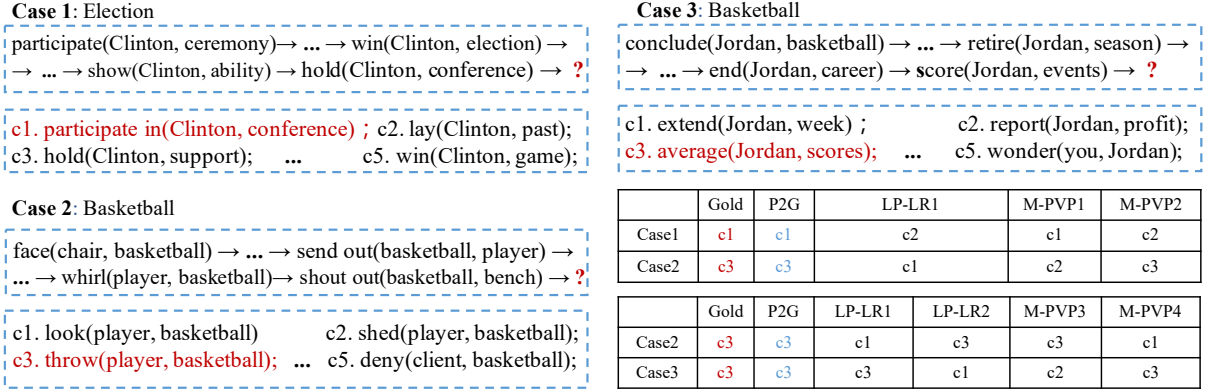 Case 1: Election
participate(Clinton, ceremony)→ ... → win(Clinton, election) →
→ ... → show(Clinton, ability) → hold(Clinton, conference) → ?
c1. participate in(Clinton, conference) ; c2. lay(Clinton, past);
c3. hold(Clinton, support); ... c5. win(Clinton, game);
Case 2: Basketball
face(chair, basketball) → ... → send out(basketball, player) →
... → whirl(player, basketball)→ shout out(basketball, bench) → ?
c1. look(player, basketball) c2. shed(player, basketball);
c3. throw(player, basketball); ... c5. deny(client, basketball);
Case 3: Basketball
conclude(Jordan, basketball) → ... → retire(Jordan, season) →
→ ... → end(Jordan, career) → score(Jordan, events) → ?
c1. extend(Jordan, week) ; c2. report(Jordan, profit);
c3. average(Jordan, scores); ... c5. wonder(you, Jordan);
Gold P2G LP-LR1 M-PVP1 M-PVP2
Case1 c1 c1 c2 c1 c2
Case2 c3 c3 c1 c2 c3
Gold P2G LP-LR1 LP-LR2 M-PVP3 M-PVP4
Case2 c3 c3 c1 c3 c3 c1
Case3 c3 c3 c3 c1 c2 c3